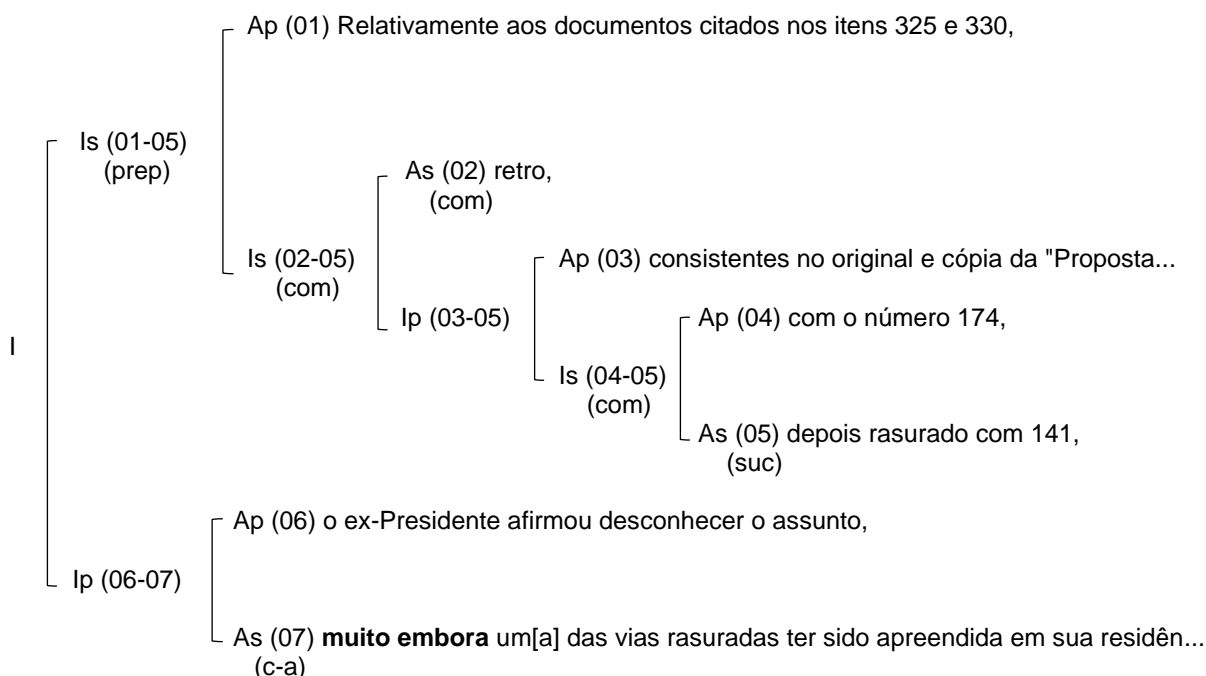 Ap (01) Relativamente aos documentos citados nos itens 325 e 330,
Is (01-05)
(prep)
As (02) retro,
(com)
Is (02-05)
(com)
Ap (03) consistentes no original e cópia da "Proposta...
Ip (03-05)
Ap (04) com o número 174,
I
Is (04-05)
(com)
As (05) depois rasurado com 141,
(suc)
Ap (06) o ex-Presidente afirmou desconhecer o assunto,
Ip (06-07)
As (07) muito embora um[a] das vias rasuradas ter sido apreendida em sua residên...
(c-a)